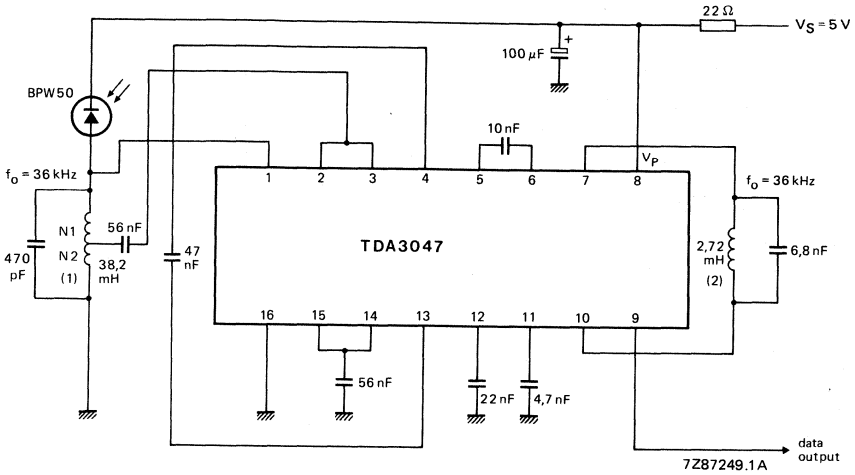 22 Ω
V_S = 5 V
+
100 µF
BPW50
10 nF
V_P
1 2 3 4 5 6 7 8
f_o = 36 kHz
f_o = 36 kHz
N1
56 nF
470 pF
N2
(1)
38,2 mH
47 nF
TDA3047
2,72 mH
(2)
6,8 nF
16 15 14 13 12 11 10 9
56 nF
22 nF
4,7 nF
data
output
7Z87249.1A